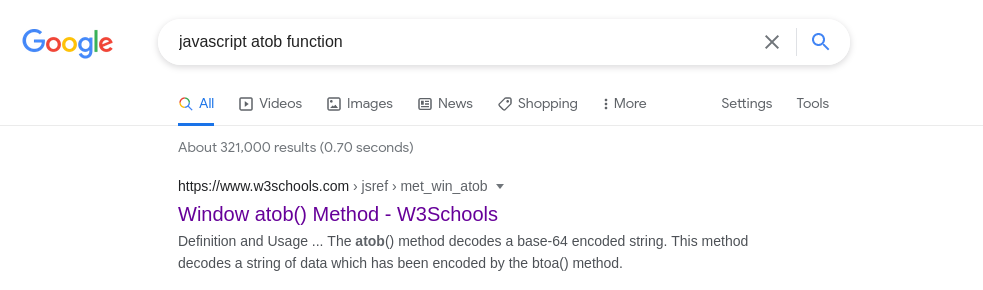 Google
javascript atob function
All Videos Images News Shopping More Settings Tools
About 321,000 results (0.70 seconds)
https://www.w3schools.com › jsref › met_win_atob
Window atob() Method - W3Schools
Definition and Usage ... The atob() method decodes a base-64 encoded string. This method
decodes a string of data which has been encoded by the btoa() method.